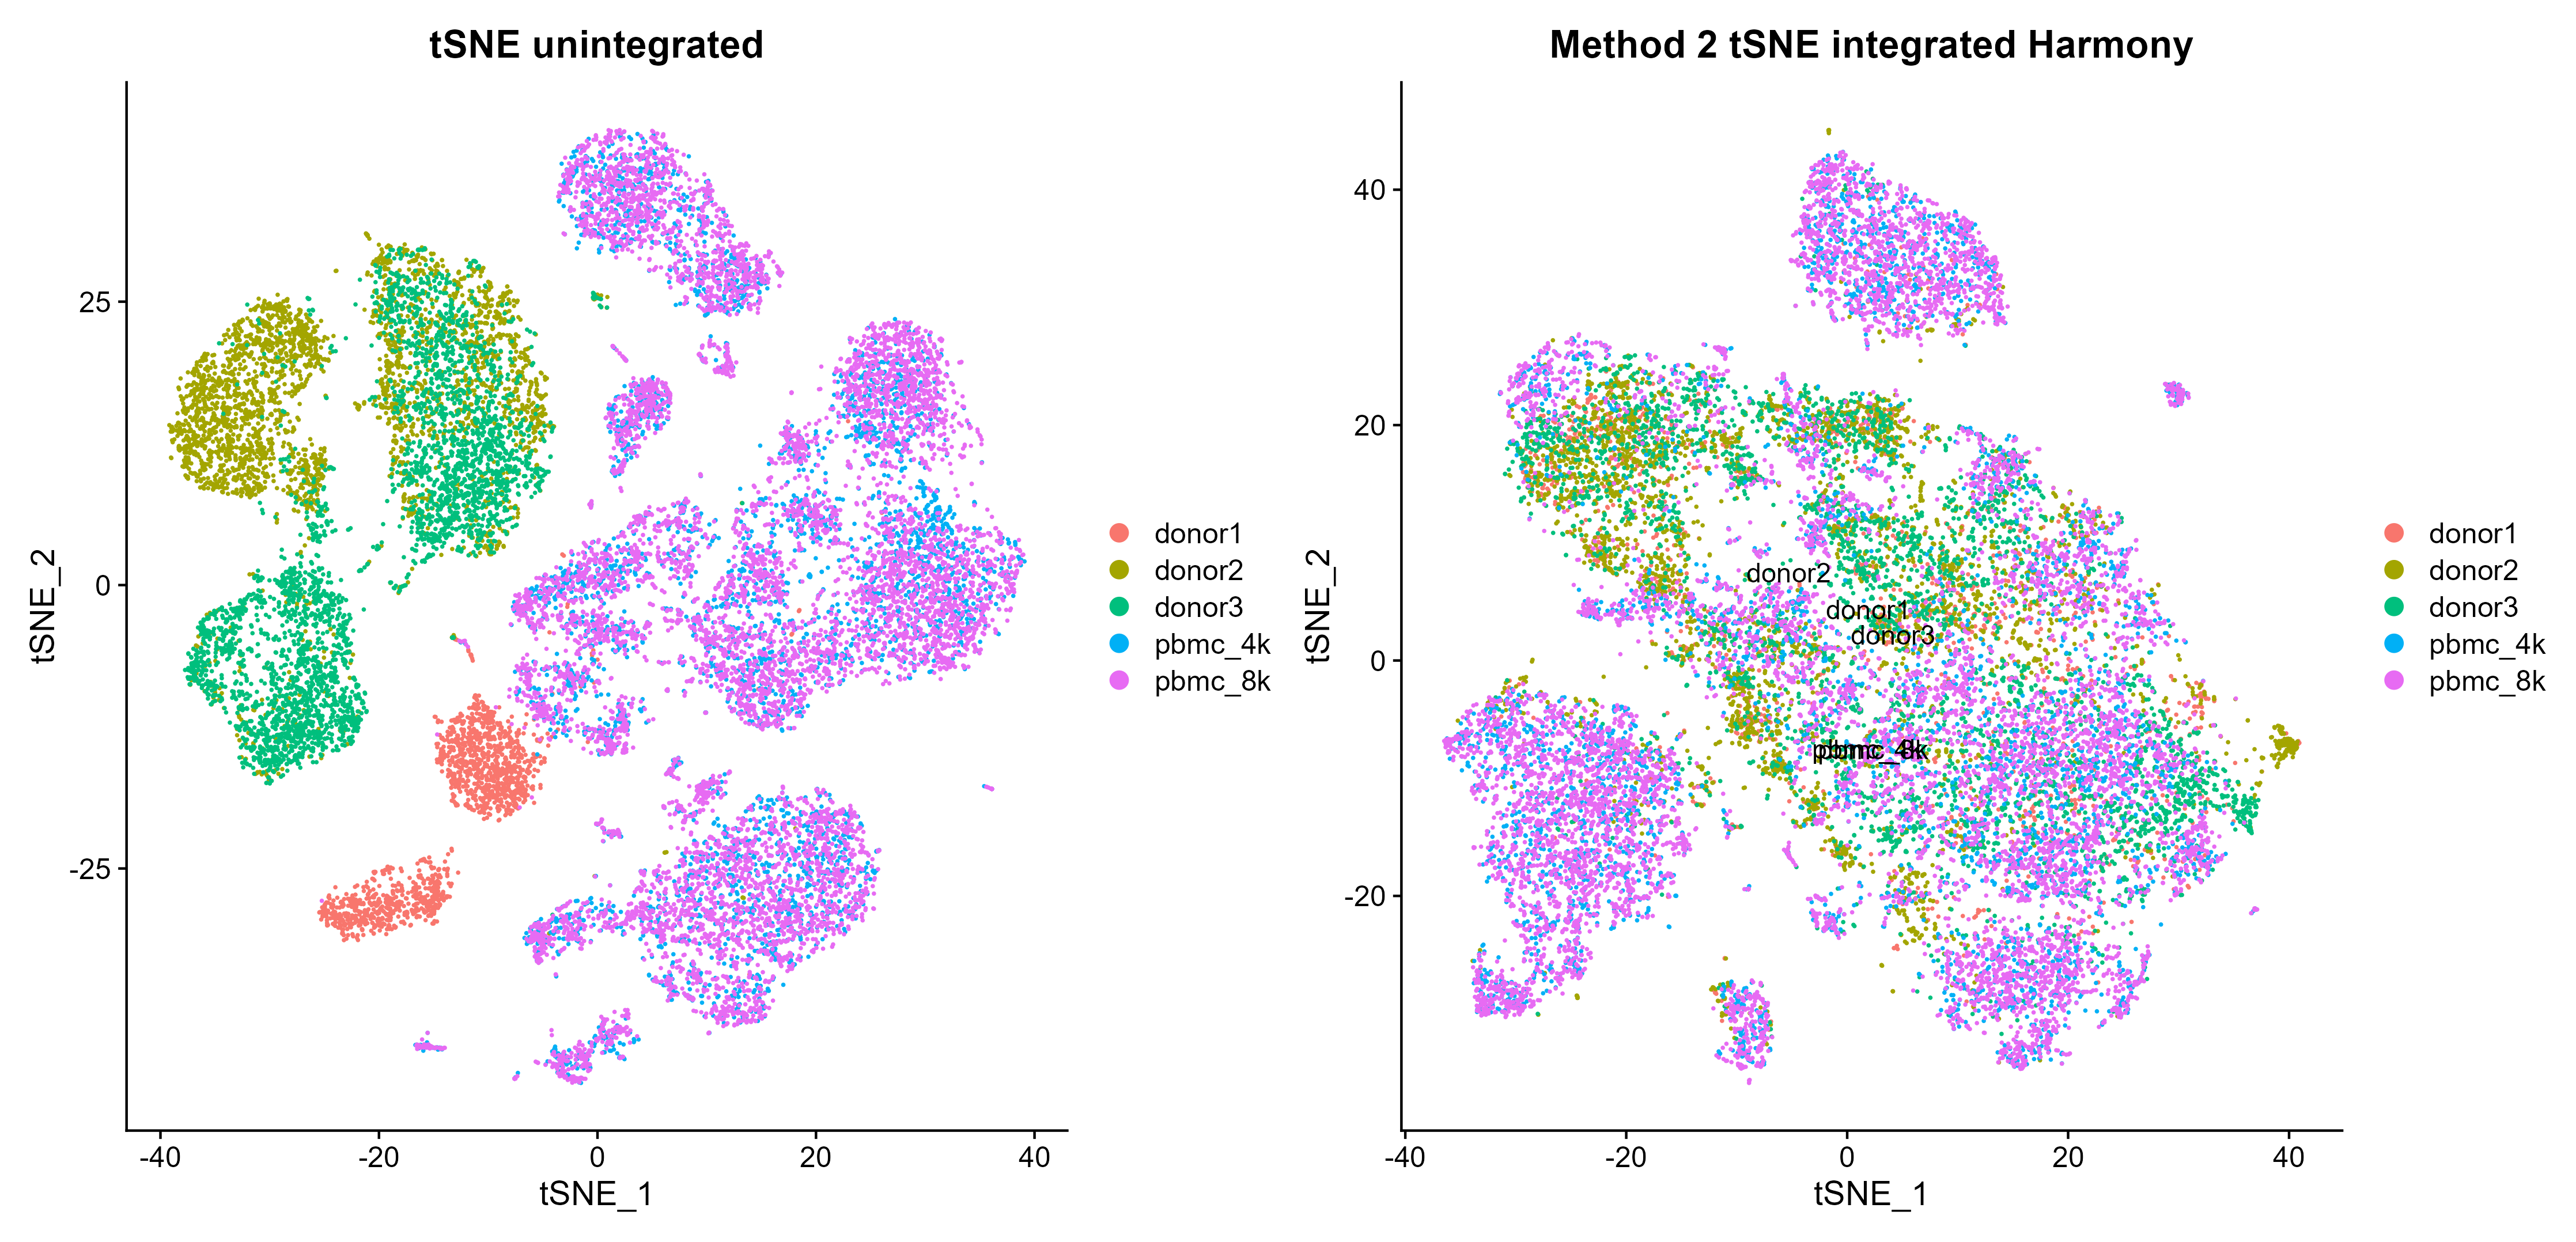 tSNE unintegrated
25
0
-25
-40
-20
0
20
40
tSNE_1
tSNE_2
donor1
donor2
donor3
pbmc_4k
pbmc_8k
Method 2 tSNE integrated Harmony
40
20
0
-20
-40
-20
0
20
40
tSNE_1
tSNE_2
donor2
donor1
donor3
pbmc_4k
pbmc_8k
donor1
donor2
donor3
pbmc_4k
pbmc_8k